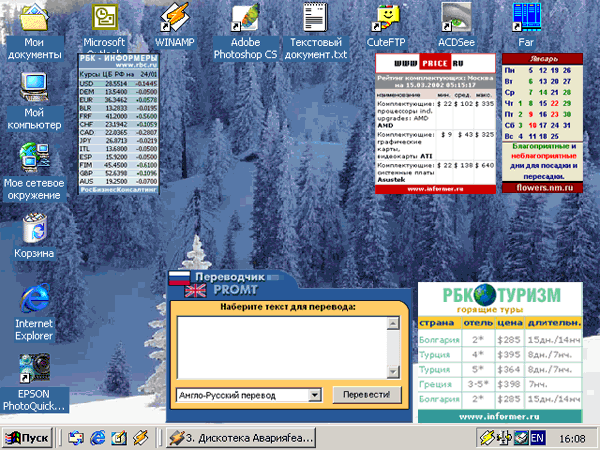 Мои документы
Microsoft Outlook
WINAMP
Adobe Photoshop CS
Текстовый документ.txt
CuteFTP
ACDSee
Far
Мой компьютер
Мое сетевое окружение
Корзина
Internet Explorer
EPSON PhotoQuick...
РБК - ИНФОРМЕРЫ
www.rbc.ru
Курсы ЦБ РФ на 24/01
USD 28.5514 -0.1445
DEM 13.5400 0.0500
EUR 36.3462 +0.0578
BLR 13.2833 -0.0195
FRF 41.2000 0.5600
CHF 23.1942 +0.1059
CAD 22.0365 -0.2807
JPY 26.8713 -0.0219
ITL 13.6800 -0.0500
ESP 15.9200 0.0500
FIM 45.4500 +0.6100
GBP 52.6390 +0.1096
AUS 19.2500 -0.0700
РосБизнесКонсалтинг
www PRICE ru
Рейтинг комплектующих: Москва
на 15.03.2002 05:15:17
наименование мин. сред. макс.
Комплектующие: $ 22 $ 102 $ 335
процессоры ind.
upgrades: AMD
AMD
Комплектующие: $ 9 $ 43 $ 325
графические
карты,
видеокарты ATI
Комплектующие: $ 22 $ 138 $ 640
системные платы
Asustek
www.informer.ru
Январь
Пн 5 12 19 26
Вт 6 13 20 27
Ср 7 14 21 28
Чт 1 8 15 22 29
Пт 2 9 16 23 30
Сб 3 10 17 24 31
Вс 4 11 18 25
Благоприятные и
неблагоприятные
дни для посадки и
пересадки.
flowers.nm.ru
Переводчик
PROMT
Наберите текст для перевода:
Англо-Русский перевод
Перевести!
РБК ТУРИЗМ
горящие туры
страна отель цена длительн.
Болгария 2* $285 15дн./14нч
Турция 4* $395 8дн./7нч.
Турция 5* $364 8дн./7нч.
Греция 3-5* $398 7нч.
Болгария 2* $285 15дн./14нч
www.informer.ru
Пуск
3. Дискотека Аварияfea...
EN
16:08